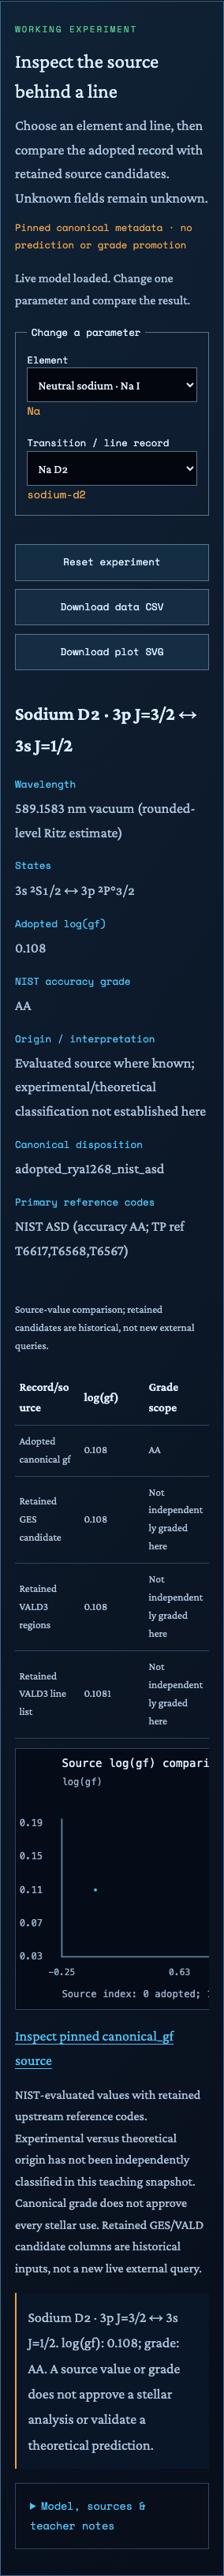 WORKING EXPERIMENT
Inspect the source
behind a line
Choose an element and line, then
compare the adopted record with
retained source candidates.
Unknown fields remain unknown.
Pinned canonical metadata · no
prediction or grade promotion
Live model loaded. Change one
parameter and compare the result.
Change a parameter
Element
Neutral sodium · Na I
Na
Transition / line record
Na D2
sodium-d2
Reset experiment
Download data CSV
Download plot SVG
Sodium D2 · 3p J=3/2 ↔
3s J=1/2
Wavelength
589.1583 nm vacuum (rounded-
level Ritz estimate)
States
3s ²S1/2 ↔ 3p ²P°3/2
Adopted log(gf)
0.108
NIST accuracy grade
AA
Origin / interpretation
Evaluated source where known;
experimental/theoretical
classification not established here
Canonical disposition
adopted_rya1268_nist_asd
Primary reference codes
NIST ASD (accuracy AA; TP ref
T6617,T6568,T6567)
Source-value comparison; retained
candidates are historical, not new external
queries.
Record/so
urce
log(gf)
Grade
scope
Adopted
canonical gf
0.108
AA
Retained
GES
candidate
0.108
Not
independent
ly graded
here
Retained
VALD3
regions
0.108
Not
independent
ly graded
here
Retained
VALD3 line
list
0.1081
Not
independent
ly graded
here
Source log(gf) compari
log(gf)
0.19
0.15
0.11
0.07
0.03
−0.25
0.63
Source index: 0 adopted;
Inspect pinned canonical_gf
source
NIST-evaluated values with retained
upstream reference codes.
Experimental versus theoretical
origin has not been independently
classified in this teaching snapshot.
Canonical grade does not approve
every stellar use. Retained GES/VALD
candidate columns are historical
inputs, not a new live external query.
Sodium D2 · 3p J=3/2 ↔ 3s
J=1/2. log(gf): 0.108; grade:
AA. A source value or grade
does not approve a stellar
analysis or validate a
theoretical prediction.
▶ Model, sources &
teacher notes